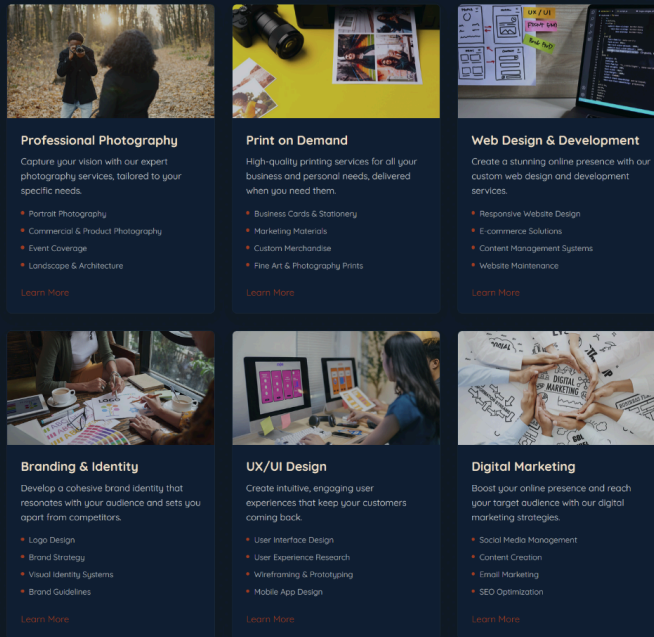 UX / UI
Professional Photography
Capture your vision with our expert
photography services, tailored to your
specific needs.
Portrait Photography
Commercial & Product Photography
Event Coverage
Landscape & Architecture
Learn More
Print on Demand
High-quality printing services for all your
business and personal needs, delivered
when you need them.
Business Cards & Stationery
Marketing Materials
Custom Merchandise
Fine Art & Photography Prints
Learn More
Web Design & Development
Create a stunning online presence with our
custom web design and development
services.
Responsive Website Design
E-commerce Solutions
Content Management Systems
Website Maintenance
Learn More
LOGO
Branding & Identity
Develop a cohesive brand identity that
resonates with your audience and sets you
apart from competitors.
Logo Design
Brand Strategy
Visual Identity Systems
Brand Guidelines
Learn More
UX/UI Design
Create intuitive, engaging user
experiences that keep your customers
coming back.
User Interface Design
User Experience Research
Wireframing & Prototyping
Mobile App Design
Learn More
DIGITAL
MARKETING
Digital Marketing
Boost your online presence and reach
your target audience with our digital
marketing strategies.
Social Media Management
Content Creation
Email Marketing
SEO Optimization
Learn More